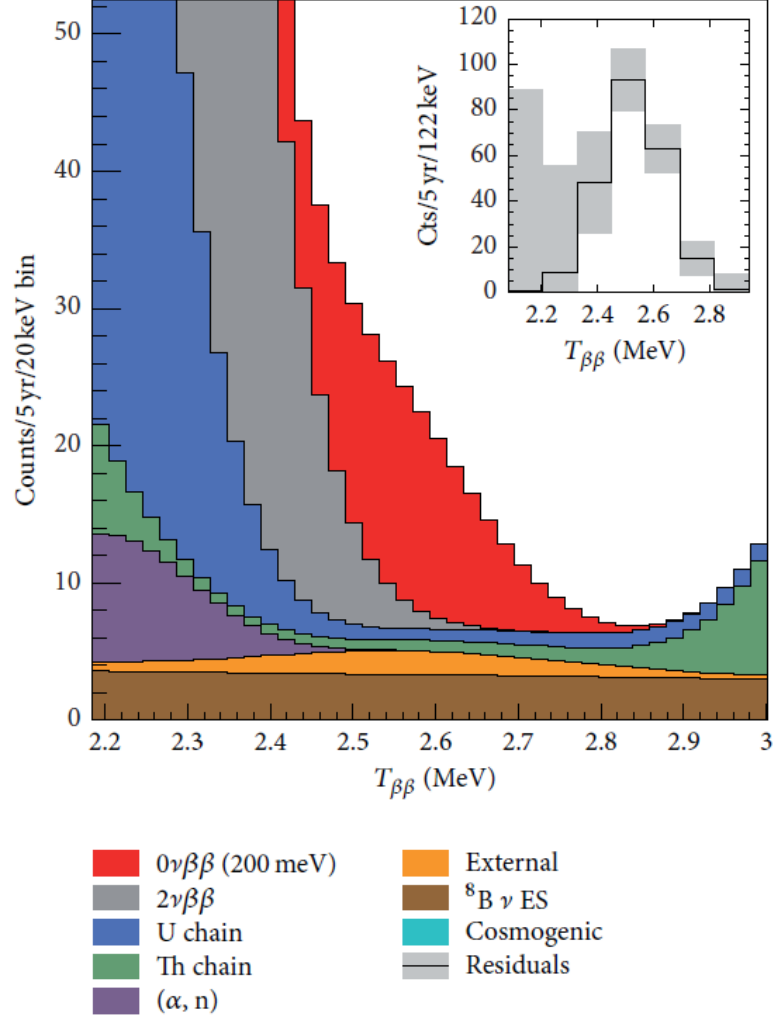 50
40
30
20
10
0
Counts/5 yr/20 keV bin
2.2 2.3 2.4 2.5 2.6 2.7 2.8 2.9 3
Tββ (MeV)
120
100
80
60
40
20
0
Cts/5 yr/122 keV
2.2 2.4 2.6 2.8
Tββ (MeV)
0νββ (200 meV)
2νββ
U chain
Th chain
(α, n)
External
⁸B ν ES
Cosmogenic
Residuals